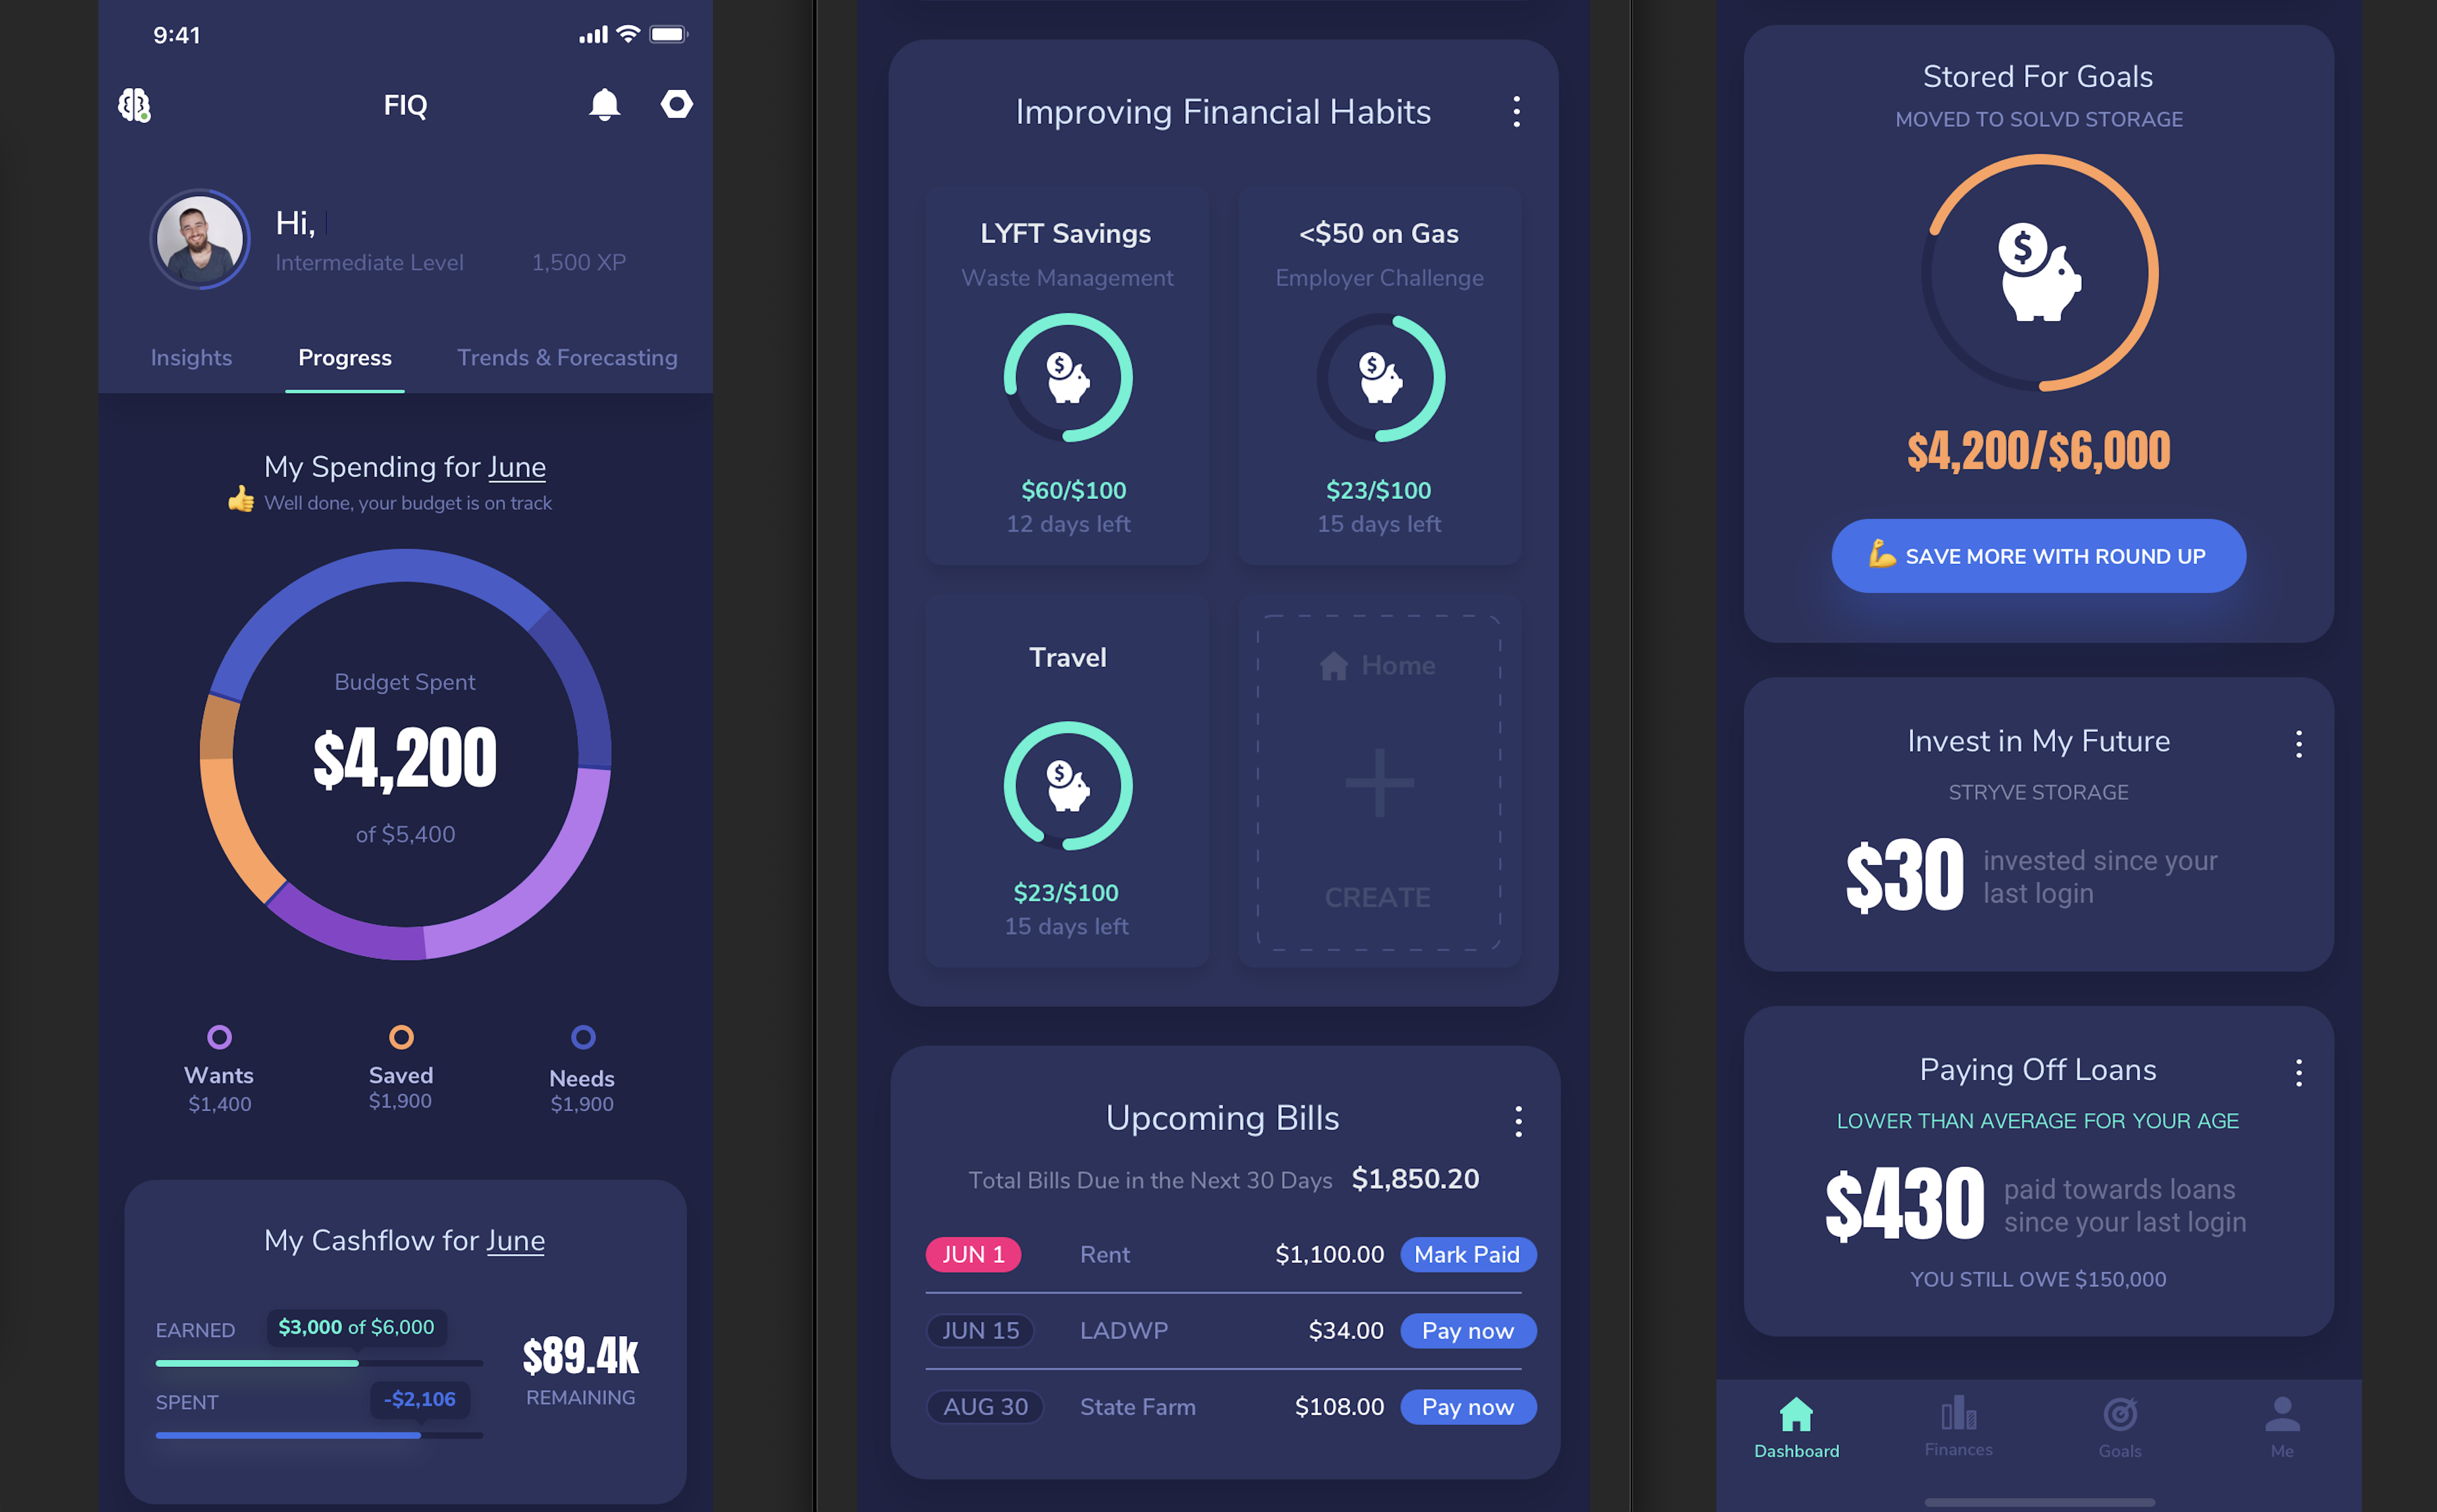 9:41
FIQ
Hi,
Intermediate Level 1,500 XP
Insights Progress Trends & Forecasting
My Spending for June
👍 Well done, your budget is on track
Budget Spent
$4,200
of $5,400
Wants Saved Needs
$1,400 $1,900 $1,900
My Cashflow for June
EARNED $3,000 of $6,000
SPENT -$2,106
$89.4k
REMAINING
Improving Financial Habits
LYFT Savings
Waste Management
$
$60/$100
12 days left
<$50 on Gas
Employer Challenge
$
$23/$100
15 days left
Travel
$
$23/$100
15 days left
Home
CREATE
Upcoming Bills
Total Bills Due in the Next 30 Days $1,850.20
JUN 1 Rent $1,100.00 Mark Paid
JUN 15 LADWP $34.00 Pay now
AUG 30 State Farm $108.00 Pay now
Stored For Goals
MOVED TO SOLVD STORAGE
$
$4,200/$6,000
💪 SAVE MORE WITH ROUND UP
Invest in My Future
STRYVE STORAGE
$30 invested since your
last login
Paying Off Loans
LOWER THAN AVERAGE FOR YOUR AGE
$430 paid towards loans
since your last login
YOU STILL OWE $150,000
Dashboard Finances Goals Me